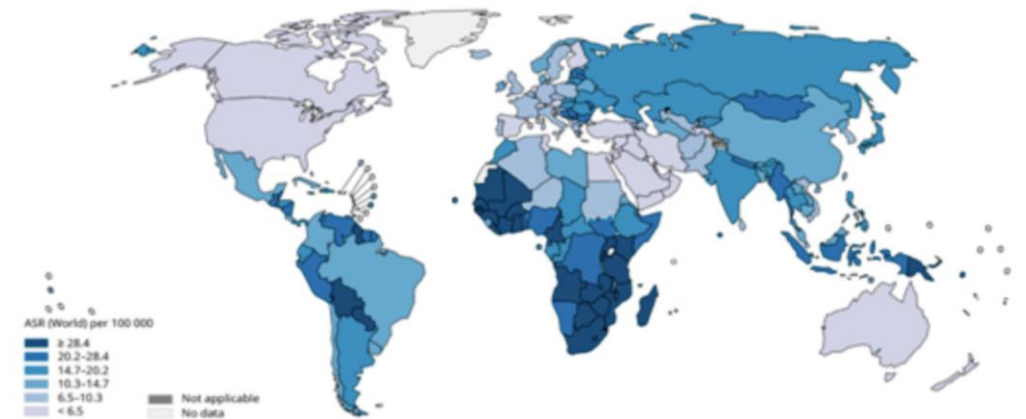 ASR (World) per 100 000
≥ 28.4
20.2–28.4
14.7–20.2
10.3–14.7
6.5–10.3
< 6.5
Not applicable
No data